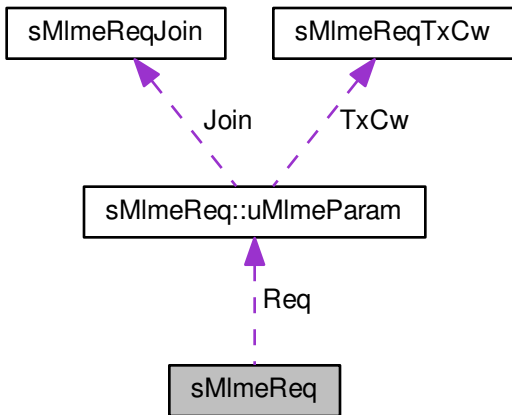 sMlmeReqJoin sMlmeReqTxCw
Join TxCw
sMlmeReq::uMlmeParam
Req
sMlmeReq